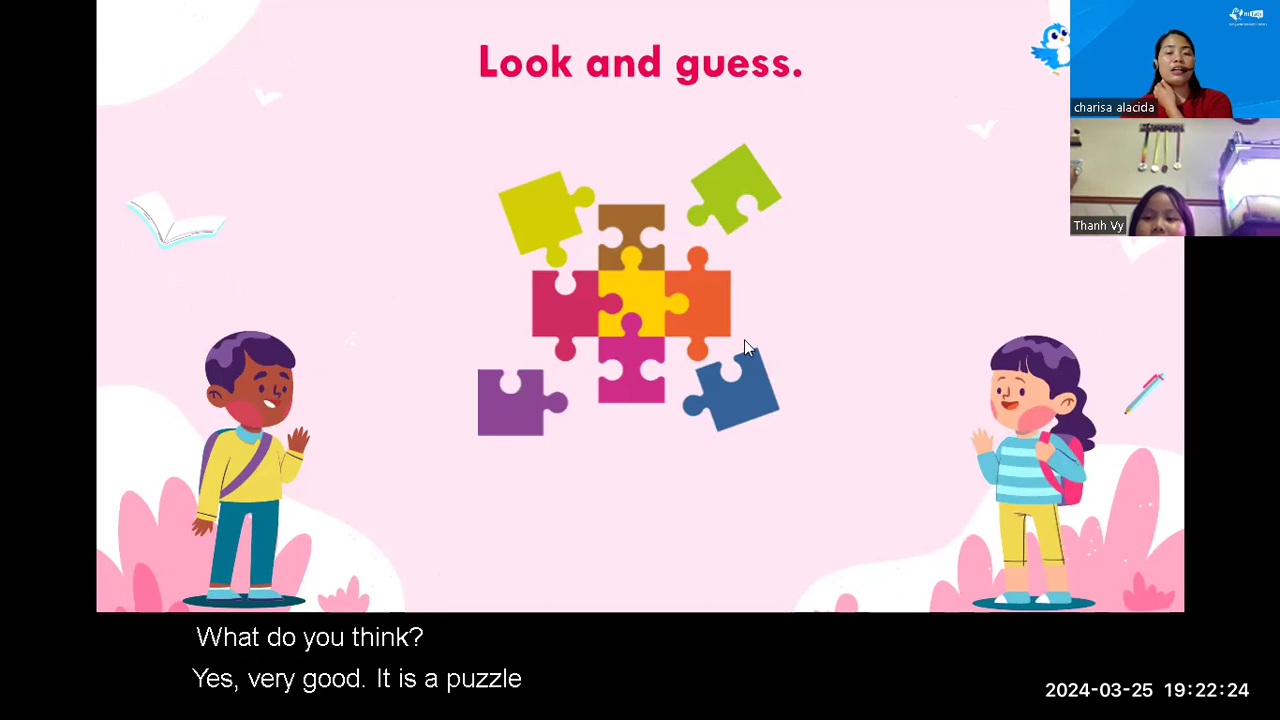 Look and guess.
charisa alacida
Thanh Vy
What do you think?
Yes, very good. It is a puzzle
2024-03-25 19:22:24